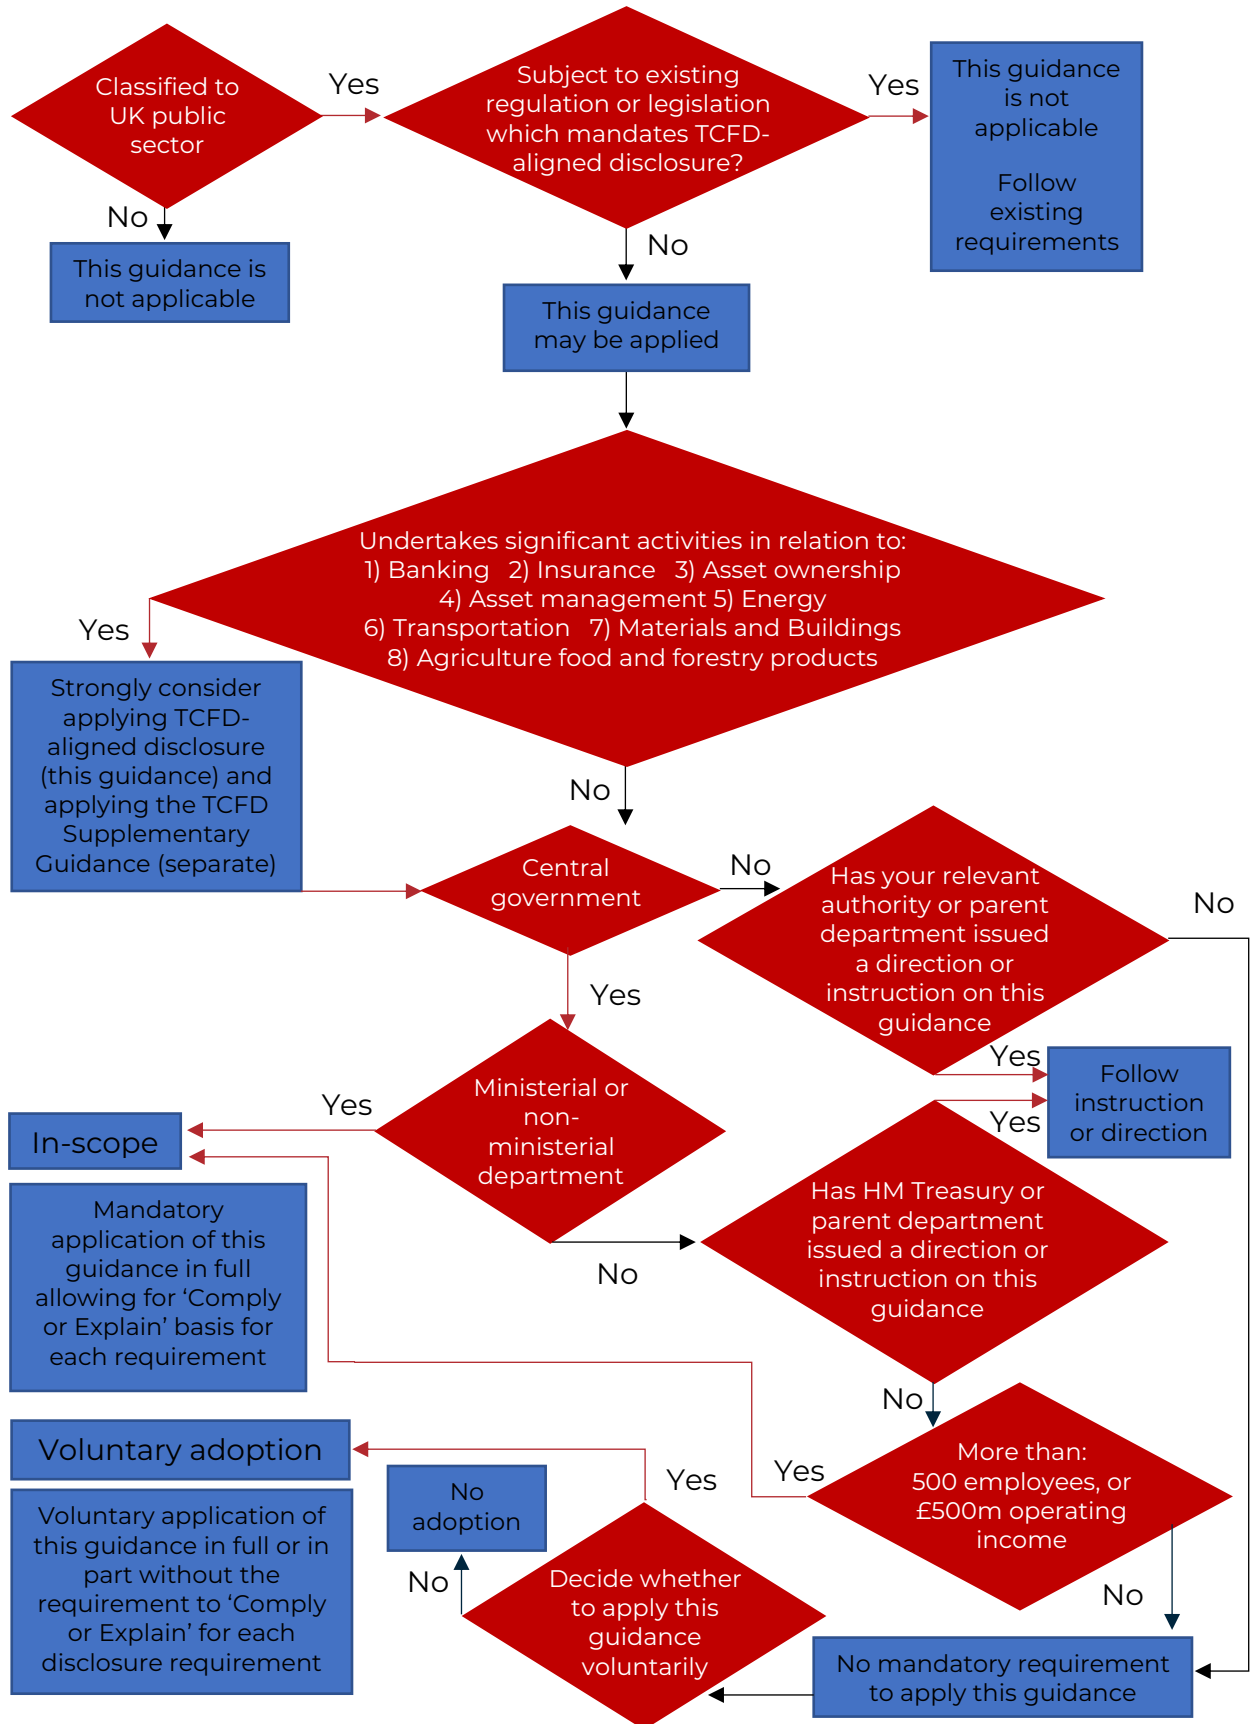 Classified to
UK public
sector
Yes
Subject to existing
regulation or legislation
which mandates TCFD-
aligned disclosure?
Yes
This guidance
is not
applicable
Follow
existing
requirements
No
This guidance is
not applicable
No
This guidance
may be applied
Undertakes significant activities in relation to:
1) Banking 2) Insurance 3) Asset ownership
4) Asset management 5) Energy
6) Transportation 7) Materials and Buildings
8) Agriculture food and forestry products
Yes
Strongly consider
applying TCFD-
aligned disclosure
(this guidance) and
applying the TCFD
Supplementary
Guidance (separate)
No
Central
government
No
Has your relevant
authority or parent
department issued
a direction or
instruction on this
guidance
No
Yes
Yes
Follow
instruction
or direction
Ministerial or
non-
ministerial
department
Yes
In-scope
Mandatory
application of this
guidance in full
allowing for ‘Comply
or Explain’ basis for
each requirement
No
Yes
Has HM Treasury or
parent department
issued a direction or
instruction on this
guidance
No
More than:
500 employees, or
£500m operating
income
Yes
No
Voluntary adoption
Voluntary application of
this guidance in full or in
part without the
requirement to ‘Comply
or Explain’ for each
disclosure requirement
Yes
No
adoption
No
Decide whether
to apply this
guidance
voluntarily
No mandatory requirement
to apply this guidance